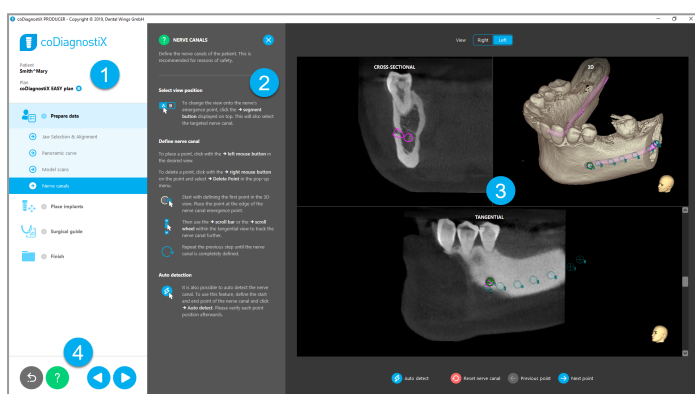 coDiagnostiX PRODUCER - Copyright © 2019, Dental Wings GmbH
coDiagnostiX
Patient
Smith^Mary
Plan
coDiagnostiX EASY plan
1
Prepare data
Jaw Selection & Alignment
Panoramic curve
Model scans
Nerve canals
Place implants
Surgical guide
Finish
4
?
? NERVE CANALS
Define the nerve canals of the patient. This is
recommended for reasons of safety.
2
Select view position
To change the view onto the nerve's
emergence point, click the ➔ segment
button displayed on top. This will also select
the targeted nerve canal.
Define nerve canal
To place a point, click with the ➔ left mouse button in
the desired view.
To delete a point, click with the ➔ right mouse button
on the point and select ➔ Delete Point in the pop-up
menu.
Start with defining the first point in the 3D
view. Place the point at the edge of the
nerve canal emergence point.
Then use the ➔ scroll bar or the ➔ scroll
wheel within the tangential view to track the
nerve canal further.
Repeat the previous step until the nerve
canal is completely defined.
Auto detection
It is also possible to auto detect the nerve
canal. To use this feature, define the start
and end point of the nerve canal and click
➔ Auto detect. Please verify each point
position afterwards.
View Right Left
CROSS-SECTIONAL
3D
3
TANGENTIAL
Auto detect Reset nerve canal Previous point Next point